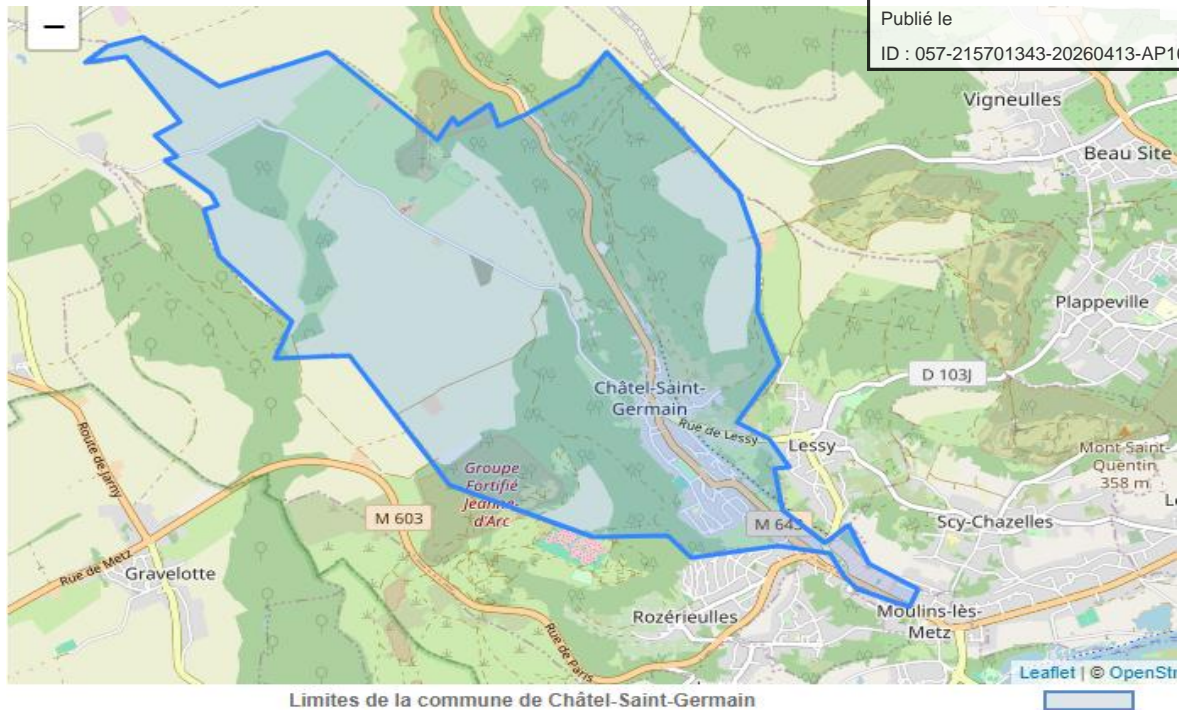 −
Publié le
ID : 057-215701343-20260413-AP1
Vigneulles
Beau Site
Plappeville
D 103J
Châtel-Saint-
Germain
Rue de Lessy
Lessy
Mont Saint-
Quentin
358 m
Route de Jarny
Groupe
Fortifié
Jeanne-
d'Arc
M 603
M 643
Scy-Chazelles
Rue de Metz
Gravelotte
Rozérieulles
Moulins-lès-
Metz
Rue de Paris
Leaflet | © OpenStr
Limites de la commune de Châtel-Saint-Germain